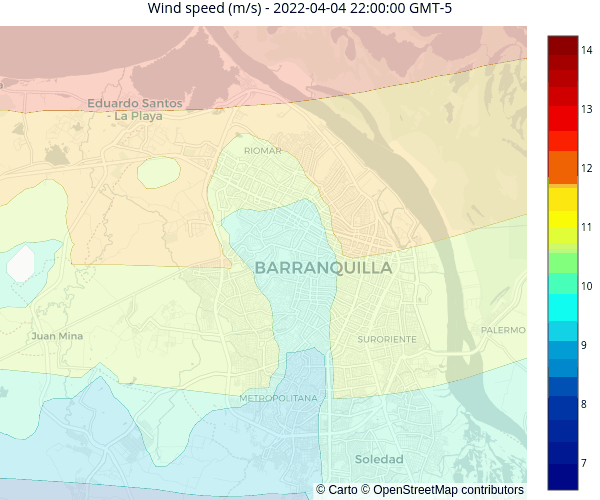 Wind speed (m/s) - 2022-04-04 22:00:00 GMT-5
Eduardo Santos
- La Playa
RIOMAR
BARRANQUILLA
Juan Mina
SURORIENTE
PALERMO
METROPOLITANA
Soledad
© Carto © OpenStreetMap contributors
14
13
12
11
10
9
8
7